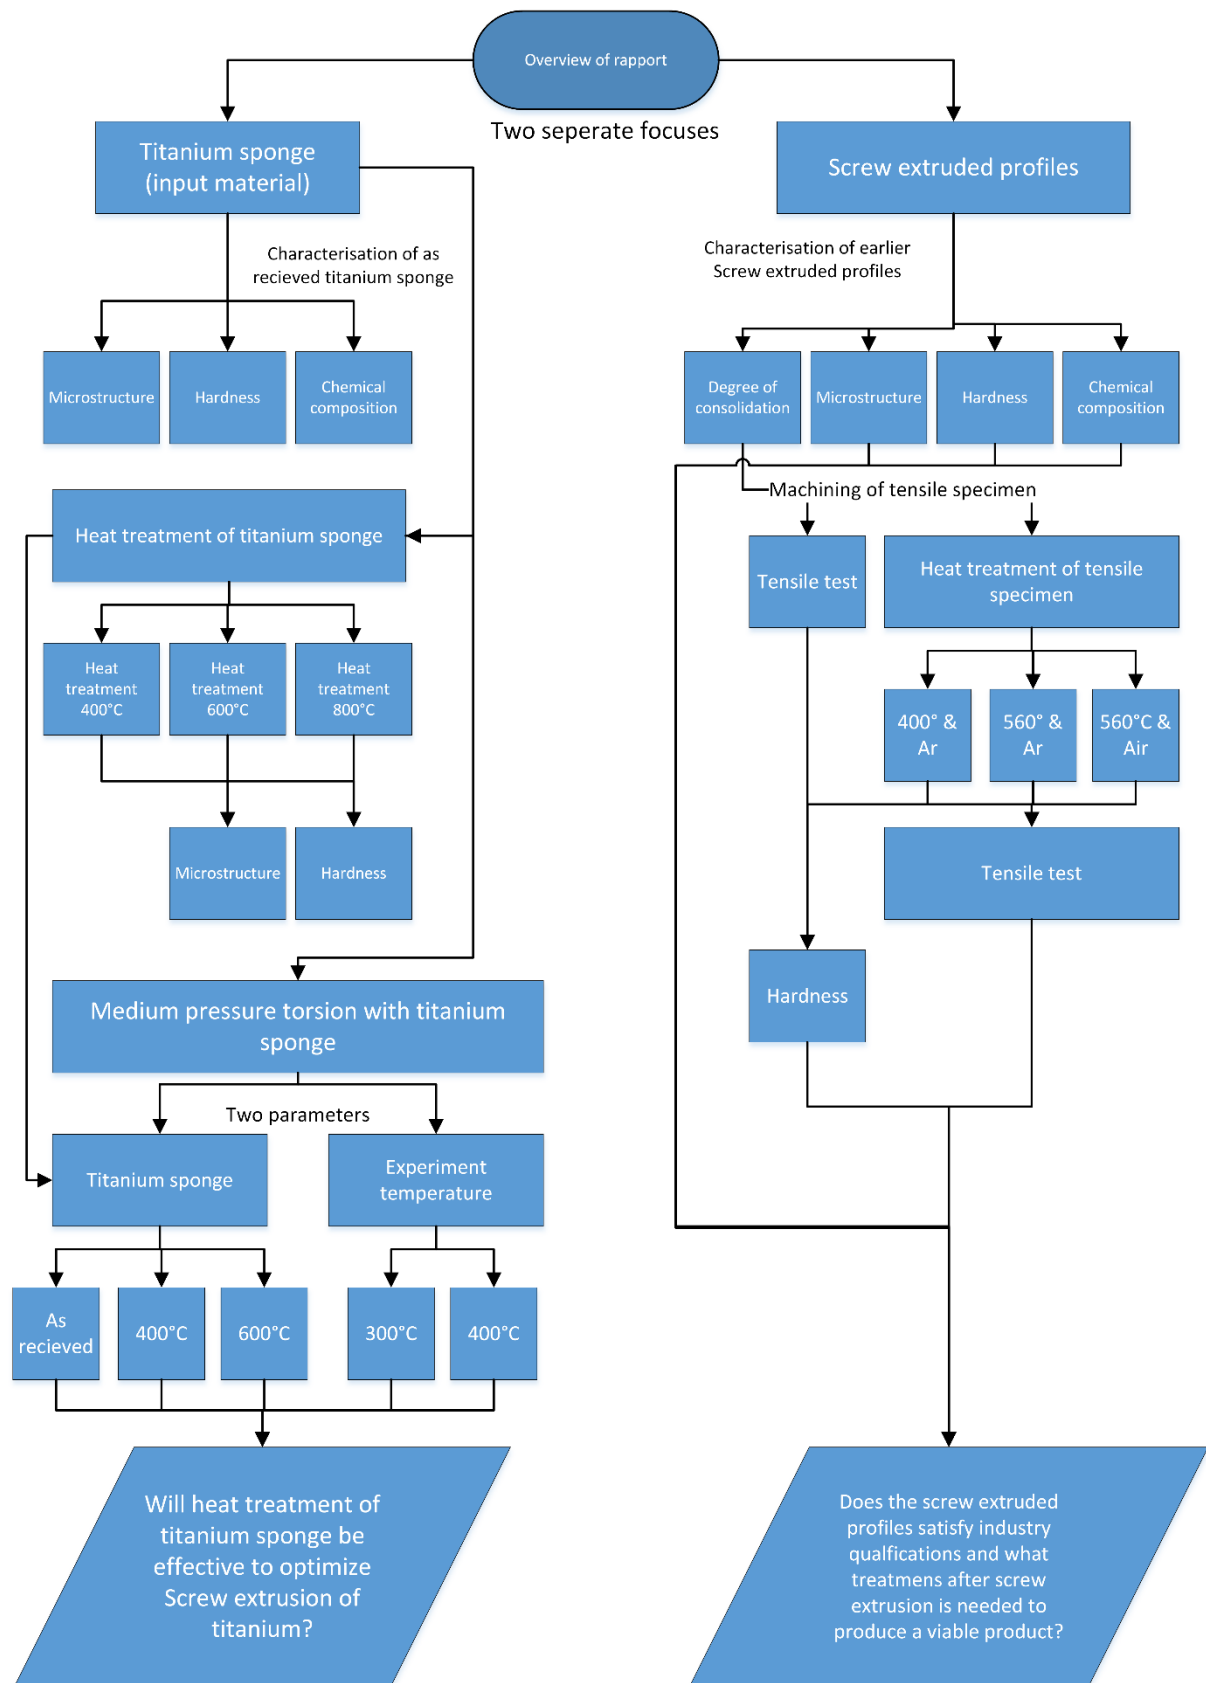 Overview of rapport
Two seperate focuses
Titanium sponge
(input material)
Screw extruded profiles
Characterisation of as
recieved titanium sponge
Characterisation of earlier
Screw extruded profiles
Microstructure
Hardness
Chemical
composition
Degree of
consolidation
Microstructure
Hardness
Chemical
composition
Machining of tensile specimen
Heat treatment of titanium sponge
Tensile test
Heat treatment of tensile
specimen
Heat
treatment
400°C
Heat
treatment
600°C
Heat
treatment
800°C
400° &
Ar
560° &
Ar
560°C &
Air
Microstructure
Hardness
Tensile test
Hardness
Medium pressure torsion with titanium
sponge
Two parameters
Titanium sponge
Experiment
temperature
As
recieved
400°C
600°C
300°C
400°C
Will heat treatment of
titanium sponge be
effective to optimize
Screw extrusion of
titanium?
Does the screw extruded
profiles satisfy industry
qualfications and what
treatmens after screw
extrusion is needed to
produce a viable product?